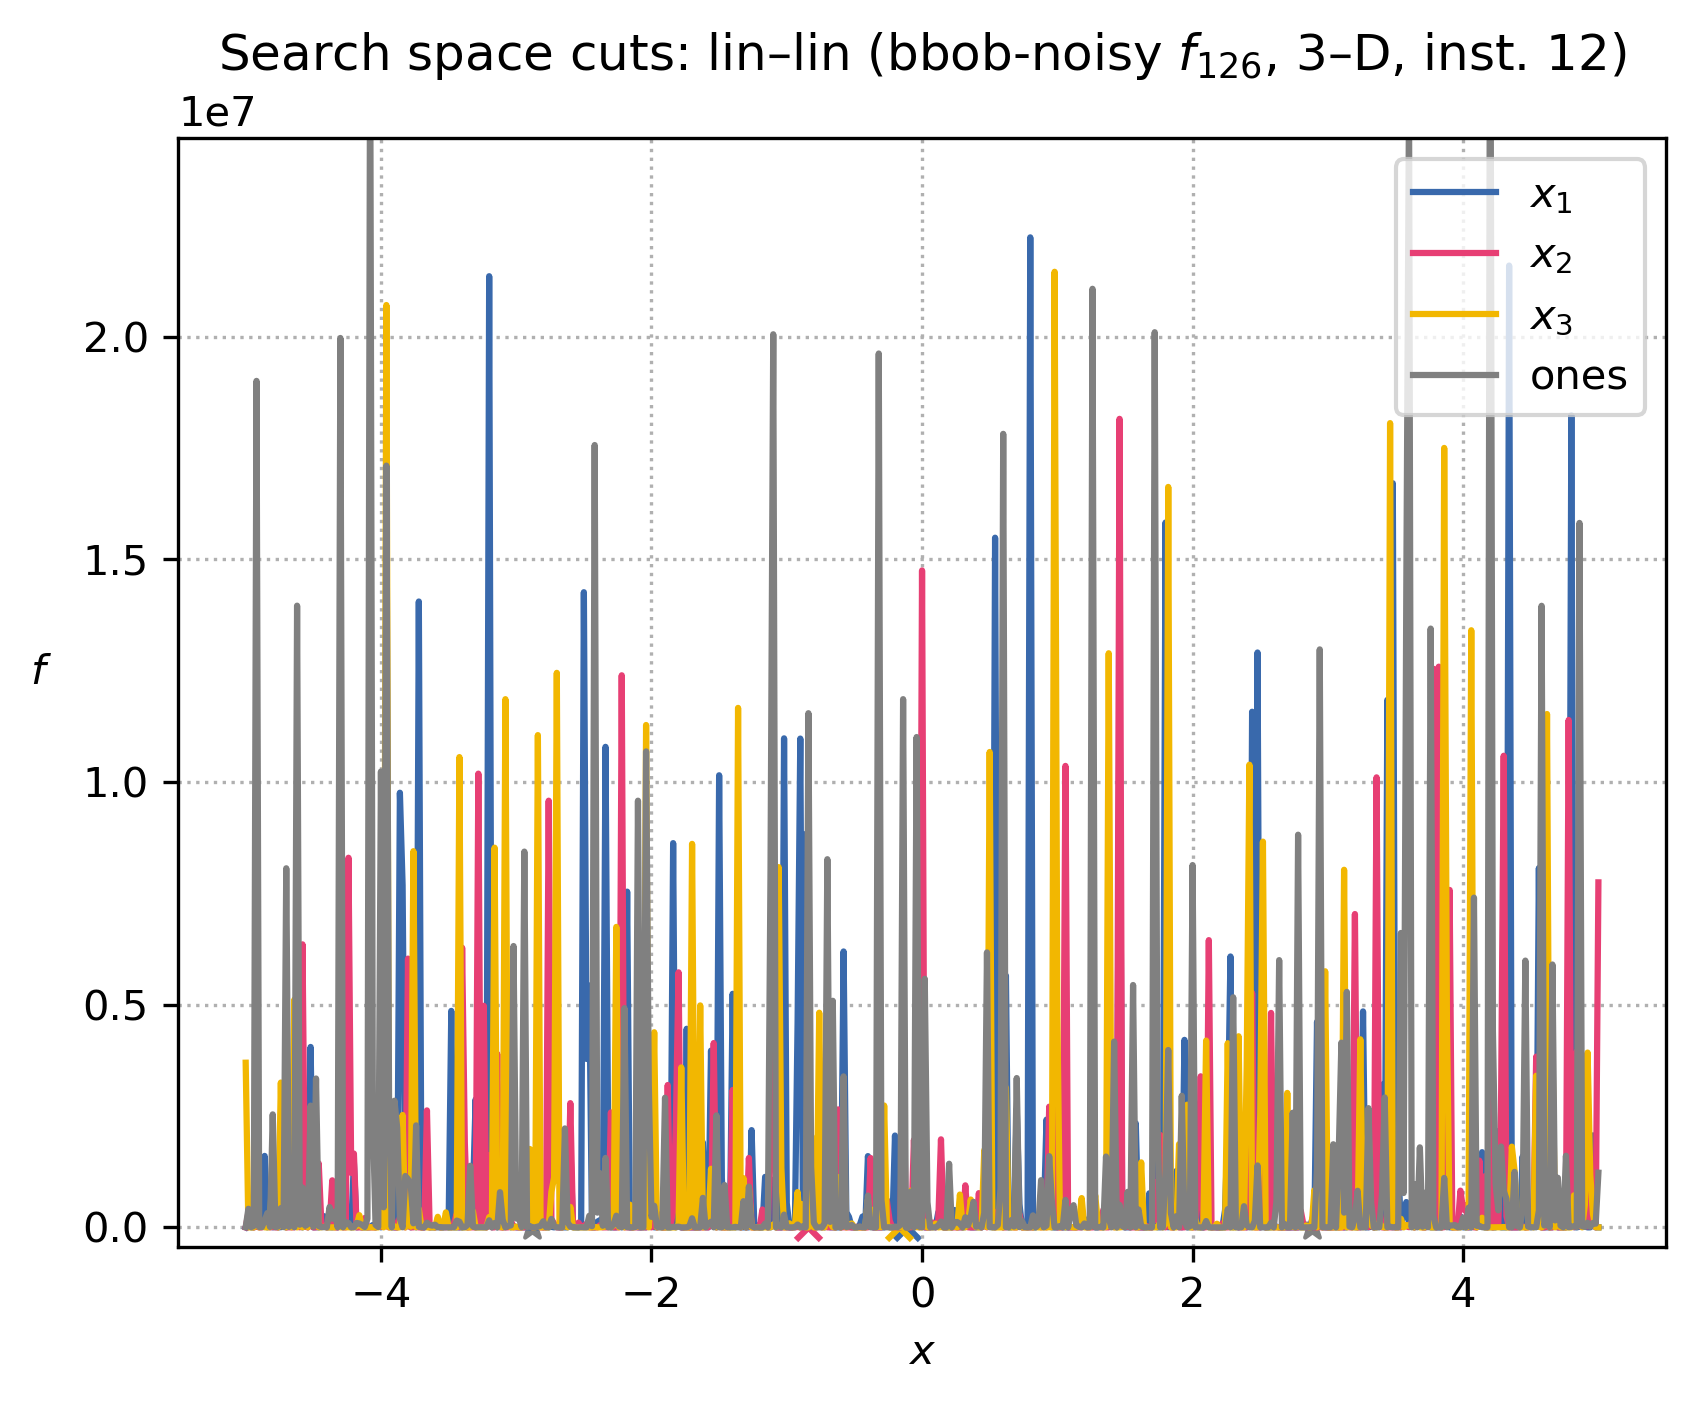 Search space cuts: lin–lin (bbob-noisy f₁₂₆, 3–D, inst. 12)
1e7
x₁
x₂
x₃
ones
2.0
1.5
1.0
0.5
0.0
f
−4
−2
0
2
4
x